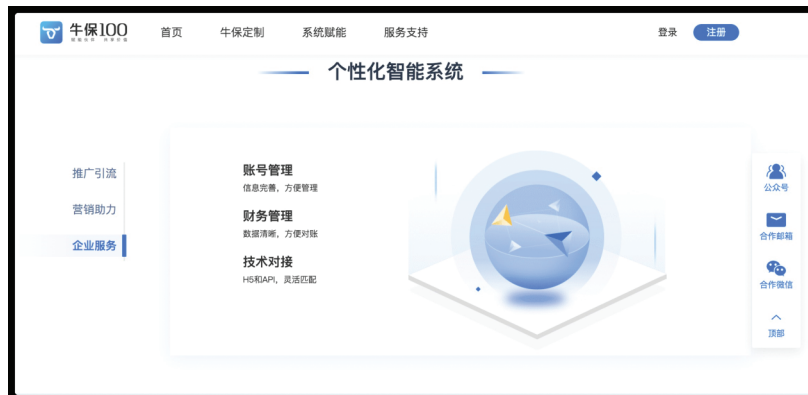 牛保100
首页
牛保定制
系统赋能
服务支持
登录
注册
个性化智能系统
推广引流
营销助力
企业服务
账号管理
信息完善，方便管理
财务管理
数据清晰，方便对账
技术对接
H5和API，灵活匹配
公众号
合作邮箱
合作微信
顶部